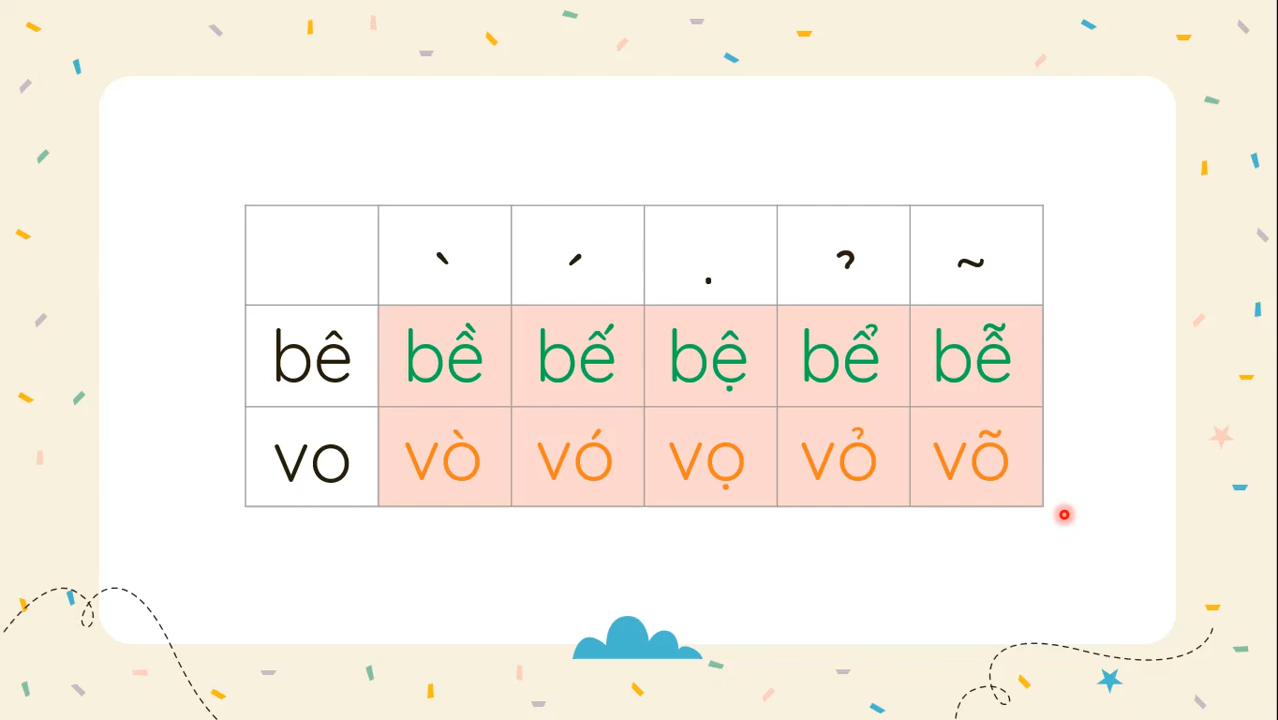 ` ˊ . ? ~
bê bề bế bệ bể bễ
vo vò vó vọ vỏ võ